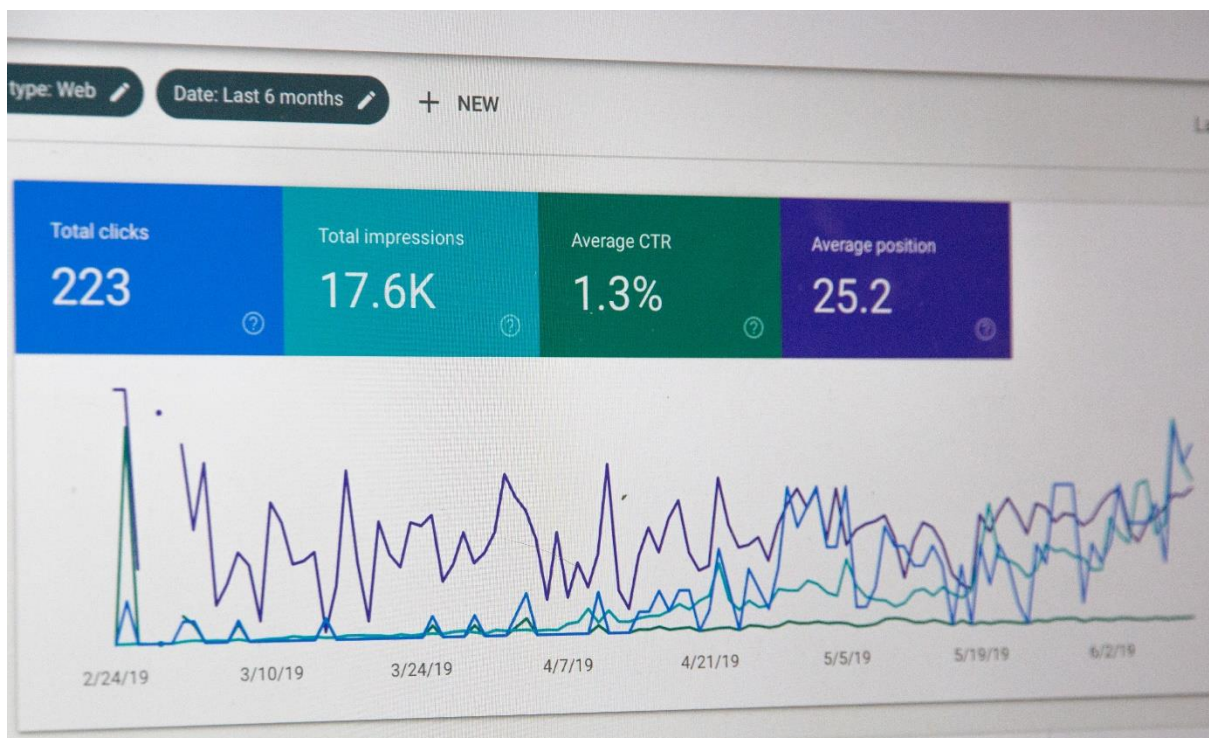 type: Web
Date: Last 6 months
+ NEW
Total clicks
223
Total impressions
17.6K
Average CTR
1.3%
Average position
25.2
2/24/19
3/10/19
3/24/19
4/7/19
4/21/19
5/5/19
5/19/19
6/2/19